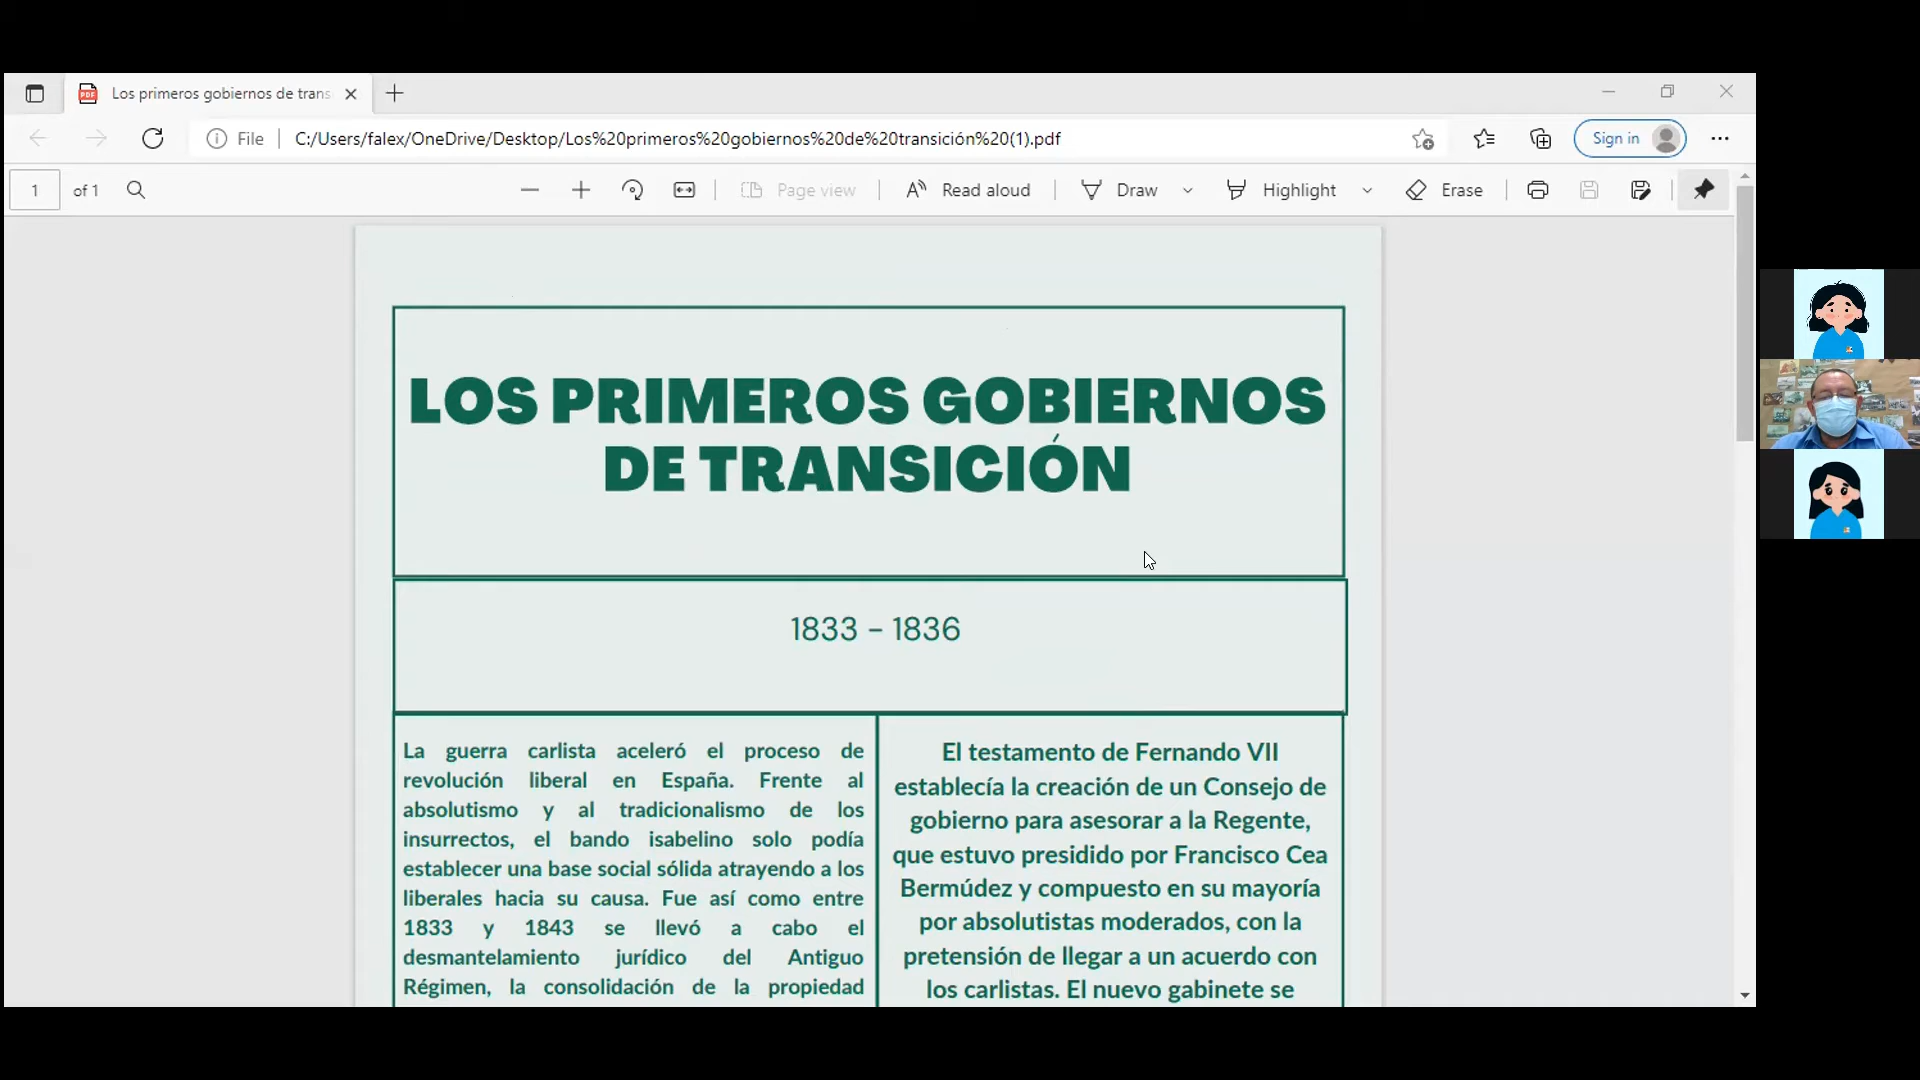 Los primeros gobiernos de trans
File
C:/Users/falex/OneDrive/Desktop/Los%20primeros%20gobiernos%20de%20transición%20(1).pdf
Sign in
1 of 1
Page view
Read aloud
Draw
Highlight
Erase
LOS PRIMEROS GOBIERNOS
DE TRANSICIÓN
1833 – 1836
La guerra carlista aceleró el proceso de
revolución liberal en España. Frente al
absolutismo y al tradicionalismo de los
insurrectos, el bando isabelino solo podía
establecer una base social sólida atrayendo a los
liberales hacia su causa. Fue así como entre
1833 y 1843 se llevó a cabo el
desmantelamiento jurídico del Antiguo
Régimen, la consolidación de la propiedad
El testamento de Fernando VII
establecía la creación de un Consejo de
gobierno para asesorar a la Regente,
que estuvo presidido por Francisco Cea
Bermúdez y compuesto en su mayoría
por absolutistas moderados, con la
pretensión de llegar a un acuerdo con
los carlistas. El nuevo gabinete se